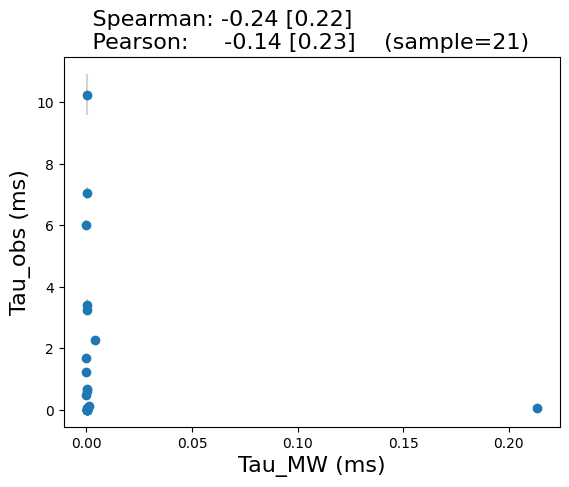 Spearman: -0.24 [0.22]
Pearson: -0.14 [0.23] (sample=21)
10
8
6
4
2
0
Tau_obs (ms)
0.00 0.05 0.10 0.15 0.20
Tau_MW (ms)